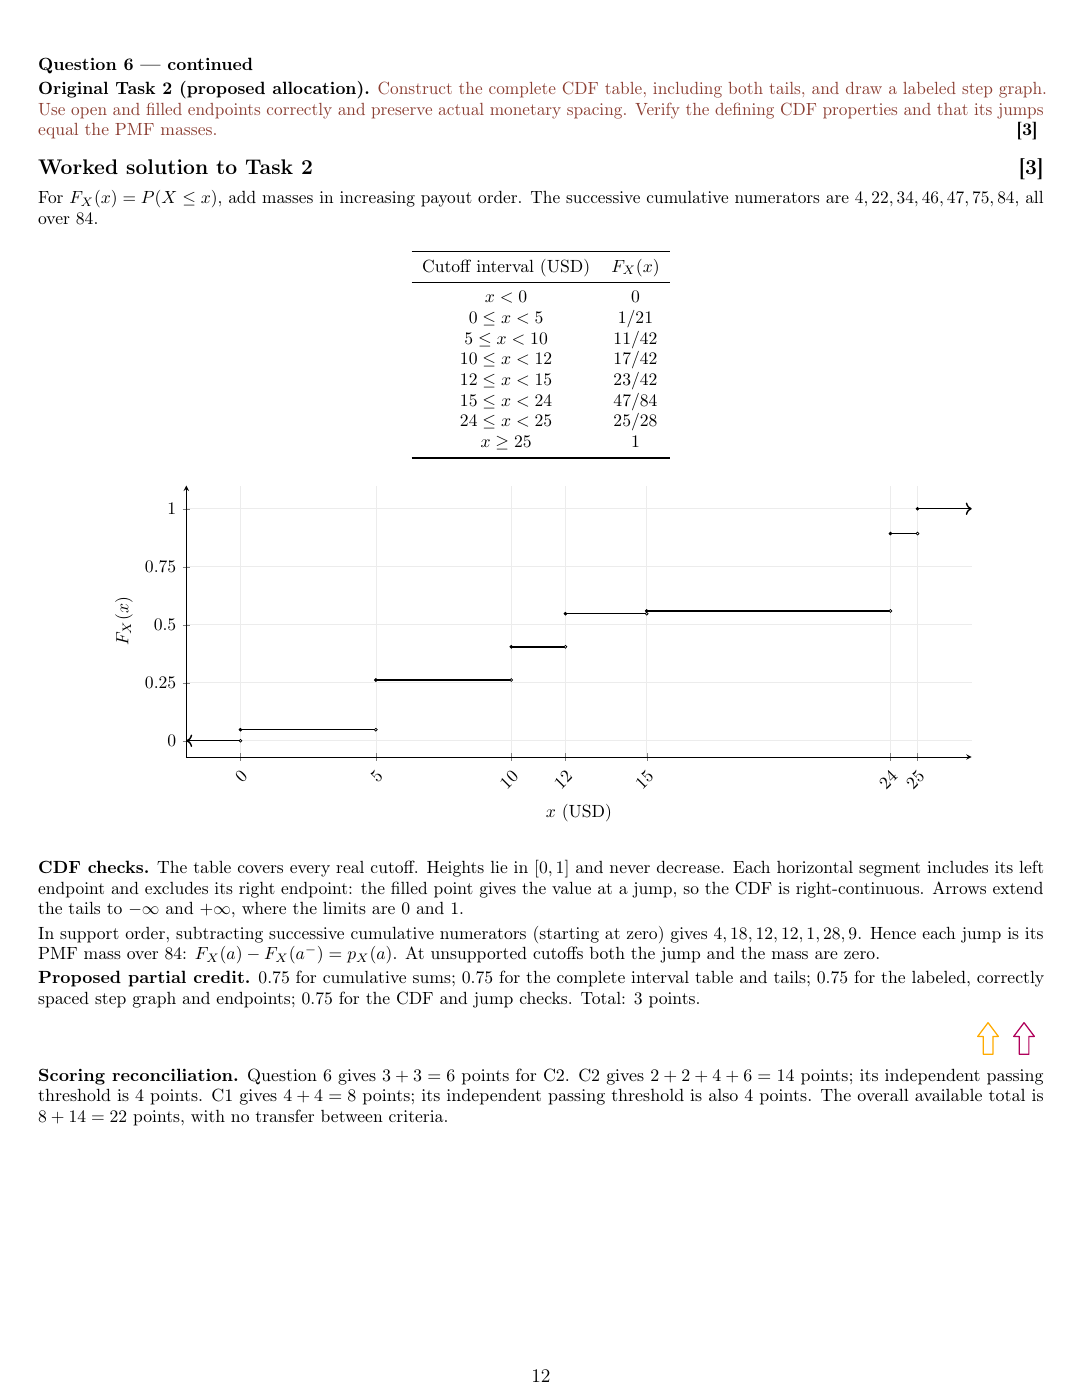 Question 6 — continued
Original Task 2 (proposed allocation). Construct the complete CDF table, including both tails, and draw a labeled step graph.
Use open and filled endpoints correctly and preserve actual monetary spacing. Verify the defining CDF properties and that its jumps
equal the PMF masses. [3]
Worked solution to Task 2 [3]
For F_X(x) = P(X ≤ x), add masses in increasing payout order. The successive cumulative numerators are 4, 22, 34, 46, 47, 75, 84, all
over 84.
Cutoff interval (USD) F_X(x)
x < 0 0
0 ≤ x < 5 1/21
5 ≤ x < 10 11/42
10 ≤ x < 12 17/42
12 ≤ x < 15 23/42
15 ≤ x < 24 47/84
24 ≤ x < 25 25/28
x ≥ 25 1
1
0.75
0.5
0.25
0
F_X(x)
0 5 10 12 15 24 25
x (USD)
CDF checks. The table covers every real cutoff. Heights lie in [0, 1] and never decrease. Each horizontal segment includes its left
endpoint and excludes its right endpoint: the filled point gives the value at a jump, so the CDF is right-continuous. Arrows extend
the tails to −∞ and +∞, where the limits are 0 and 1.
In support order, subtracting successive cumulative numerators (starting at zero) gives 4, 18, 12, 12, 1, 28, 9. Hence each jump is its
PMF mass over 84: F_X(a) − F_X(a⁻) = p_X(a). At unsupported cutoffs both the jump and the mass are zero.
Proposed partial credit. 0.75 for cumulative sums; 0.75 for the complete interval table and tails; 0.75 for the labeled, correctly
spaced step graph and endpoints; 0.75 for the CDF and jump checks. Total: 3 points.
Scoring reconciliation. Question 6 gives 3 + 3 = 6 points for C2. C2 gives 2 + 2 + 4 + 6 = 14 points; its independent passing
threshold is 4 points. C1 gives 4 + 4 = 8 points; its independent passing threshold is also 4 points. The overall available total is
8 + 14 = 22 points, with no transfer between criteria.
12